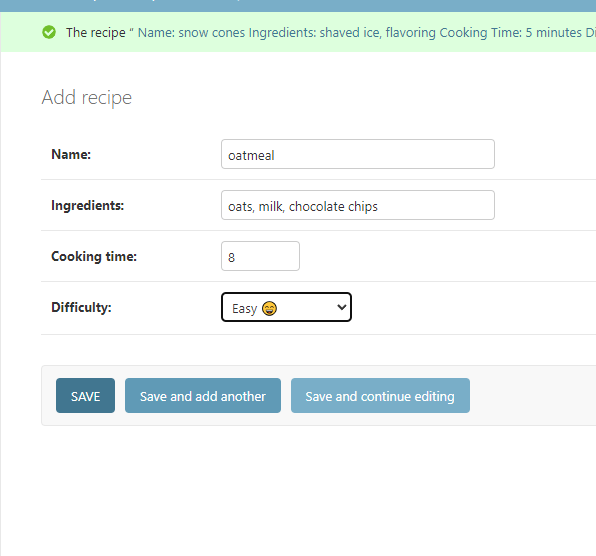 The recipe “ Name: snow cones Ingredients: shaved ice, flavoring Cooking Time: 5 minutes Di
Add recipe
Name: oatmeal
Ingredients: oats, milk, chocolate chips
Cooking time: 8
Difficulty: Easy 😄
SAVE Save and add another Save and continue editing